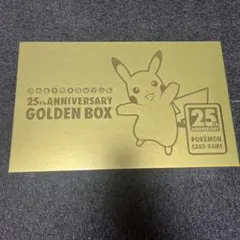 25th ANNIVERSARY
GOLDEN BOX
25th
ANNIVERSARY
POKÉMON
CARD GAME